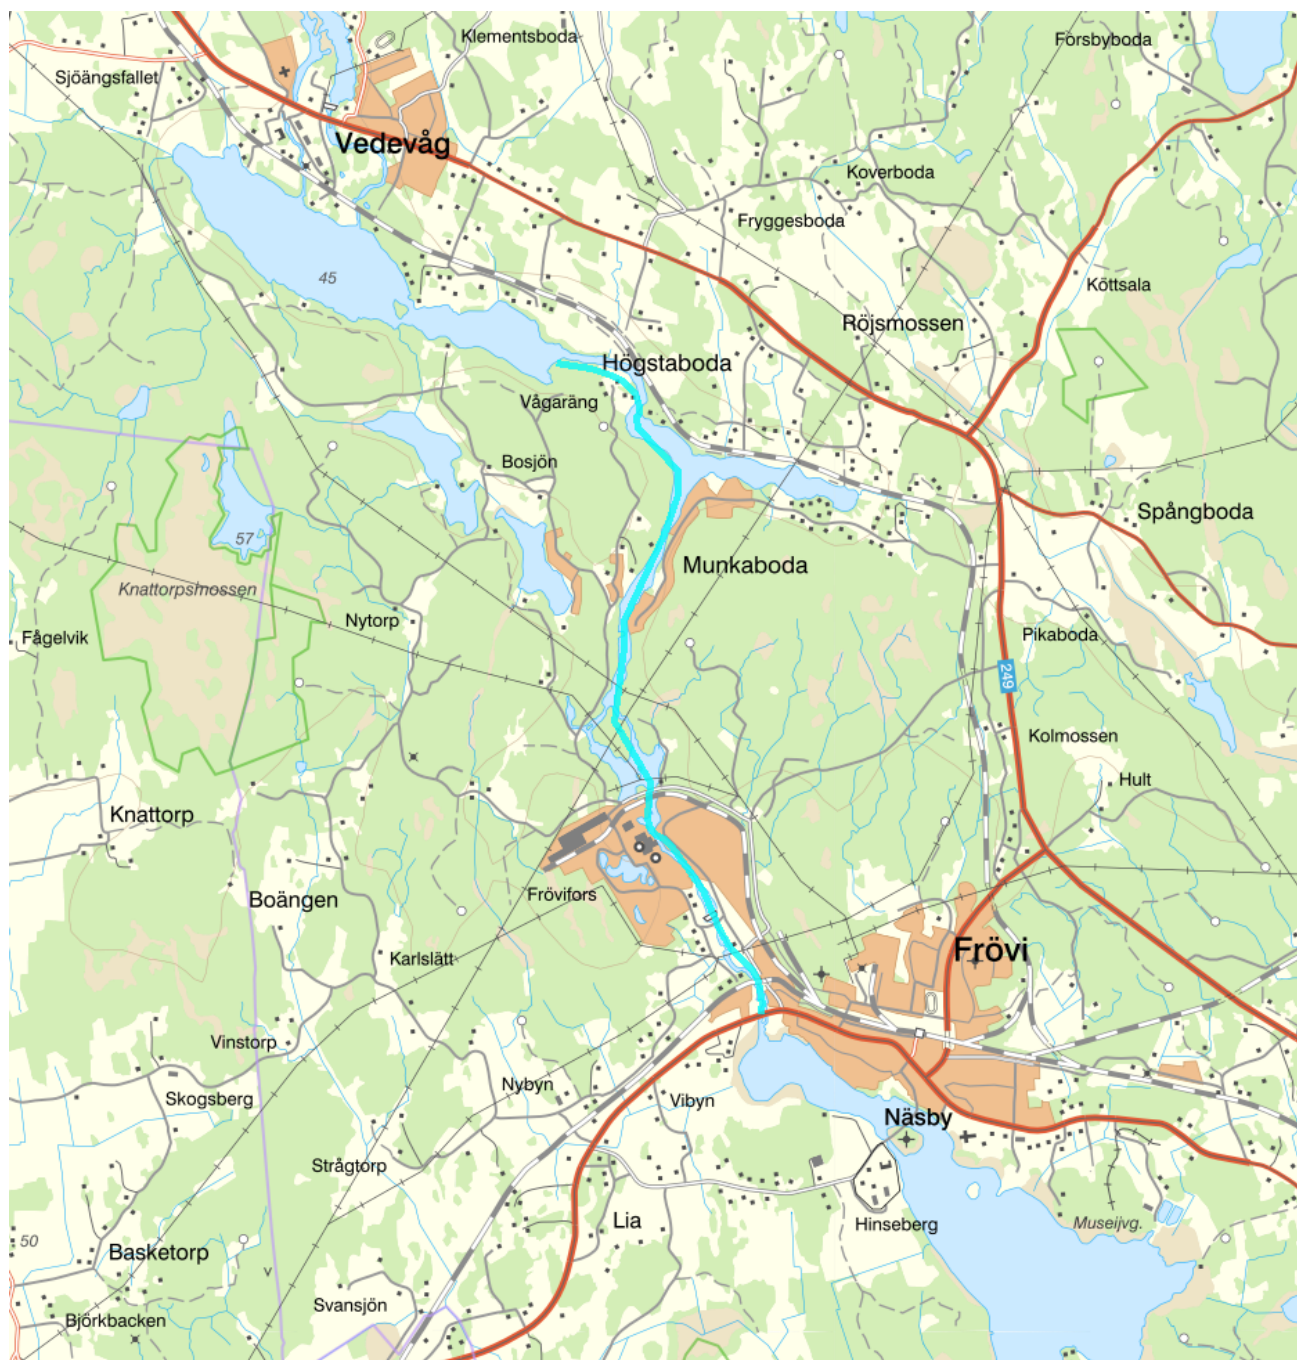 Klementsboda
Forsbyboda
Sjöängsfallet
Vedevåg
Koverboda
Fryggesboda
45
Köttsala
Röjsmossen
Högstaboda
Vågaräng
Bosjön
Spångboda
57
Munkaboda
Knattorpsmossen
Nytorp
Fågelvik
Pikaboda
249
Kolmossen
Hult
Knattorp
Frövifors
Boängen
Karlslätt
Frövi
Vinstorp
Nybyn
Skogsberg
Vibyn
Näsby
Strågtorp
Lia
Hinseberg
Museijvg.
50
Basketorp
Svansjön
Björkbacken